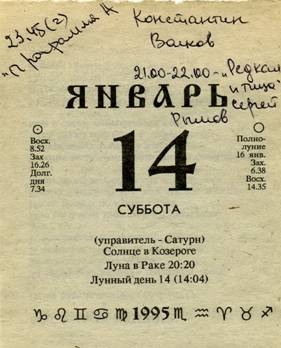 23.45 (2)
"Программа А
Константин
Волков
21.00-22.00-"Редкая
и птица"
Сергей
Рыжов
ЯНВАРЬ
Восх.
8.52
Зах
16.26
Долг.
дня
7.34
14
Полно-
луние
16 янв.
Зах
6.38
Восх.
14.35
СУББОТА
(управитель - Сатурн)
Солнце в Козероге
Луна в Раке 20:20
Лунный день 14 (14:04)
♑ ♌ ♊ ♋ ♍ 1995 ♏ ♒ ♈ ♉ ♐